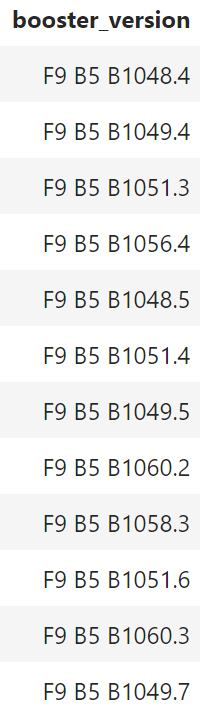 booster_version
F9 B5 B1048.4
F9 B5 B1049.4
F9 B5 B1051.3
F9 B5 B1056.4
F9 B5 B1048.5
F9 B5 B1051.4
F9 B5 B1049.5
F9 B5 B1060.2
F9 B5 B1058.3
F9 B5 B1051.6
F9 B5 B1060.3
F9 B5 B1049.7